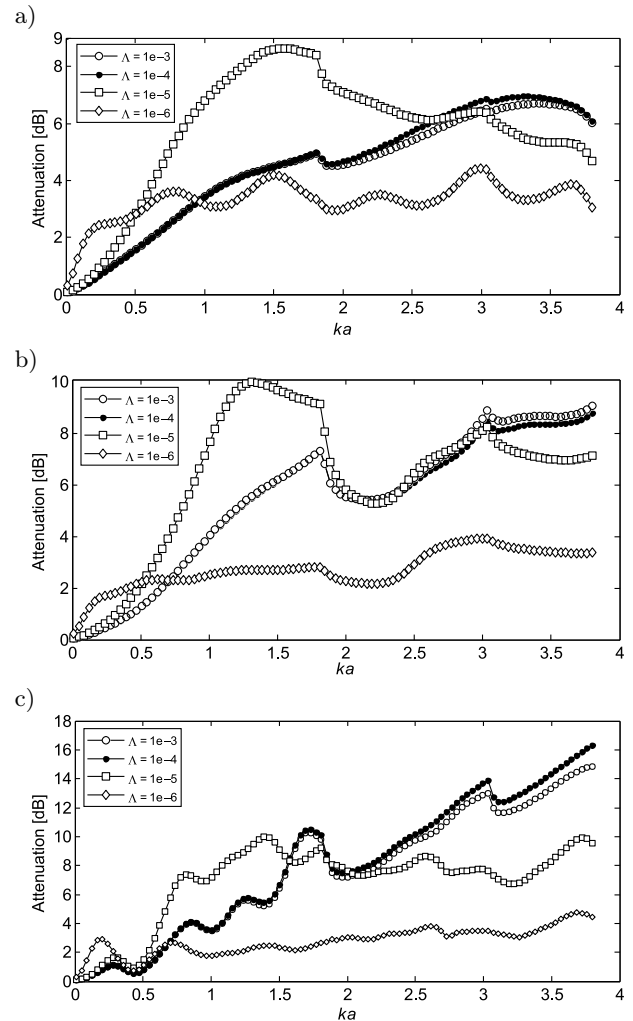 a)
9
8
6
4
2
0
Attenuation [dB]
Λ = 1e−3
Λ = 1e−4
Λ = 1e−5
Λ = 1e−6
0 0.5 1 1.5 2 2.5 3 3.5 4
ka
b)
10
8
6
4
2
0
Attenuation [dB]
Λ = 1e−3
Λ = 1e−4
Λ = 1e−5
Λ = 1e−6
0 0.5 1 1.5 2 2.5 3 3.5 4
ka
c)
18
16
14
12
10
8
6
4
2
0
Attenuation [dB]
Λ = 1e−3
Λ = 1e−4
Λ = 1e−5
Λ = 1e−6
0 0.5 1 1.5 2 2.5 3 3.5 4
ka